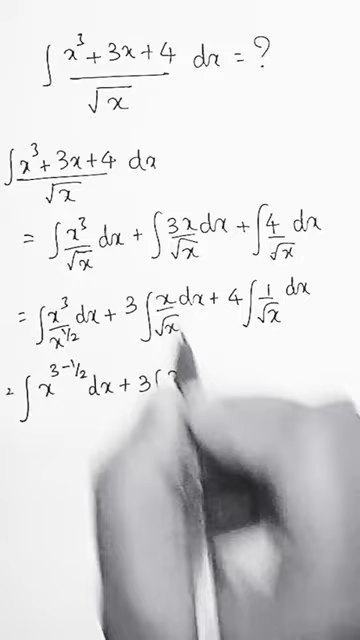 ∫ x³ + 3x + 4 / √x dx = ?
∫ x³ + 3x + 4 / √x dx
= ∫ x³/√x dx + ∫ 3x/√x dx + ∫ 4/√x dx
= ∫ x³/x^1/2 dx + 3 ∫ x/√x dx + 4 ∫ 1/√x dx
= ∫ x^3-1/2 dx + 3 ∫